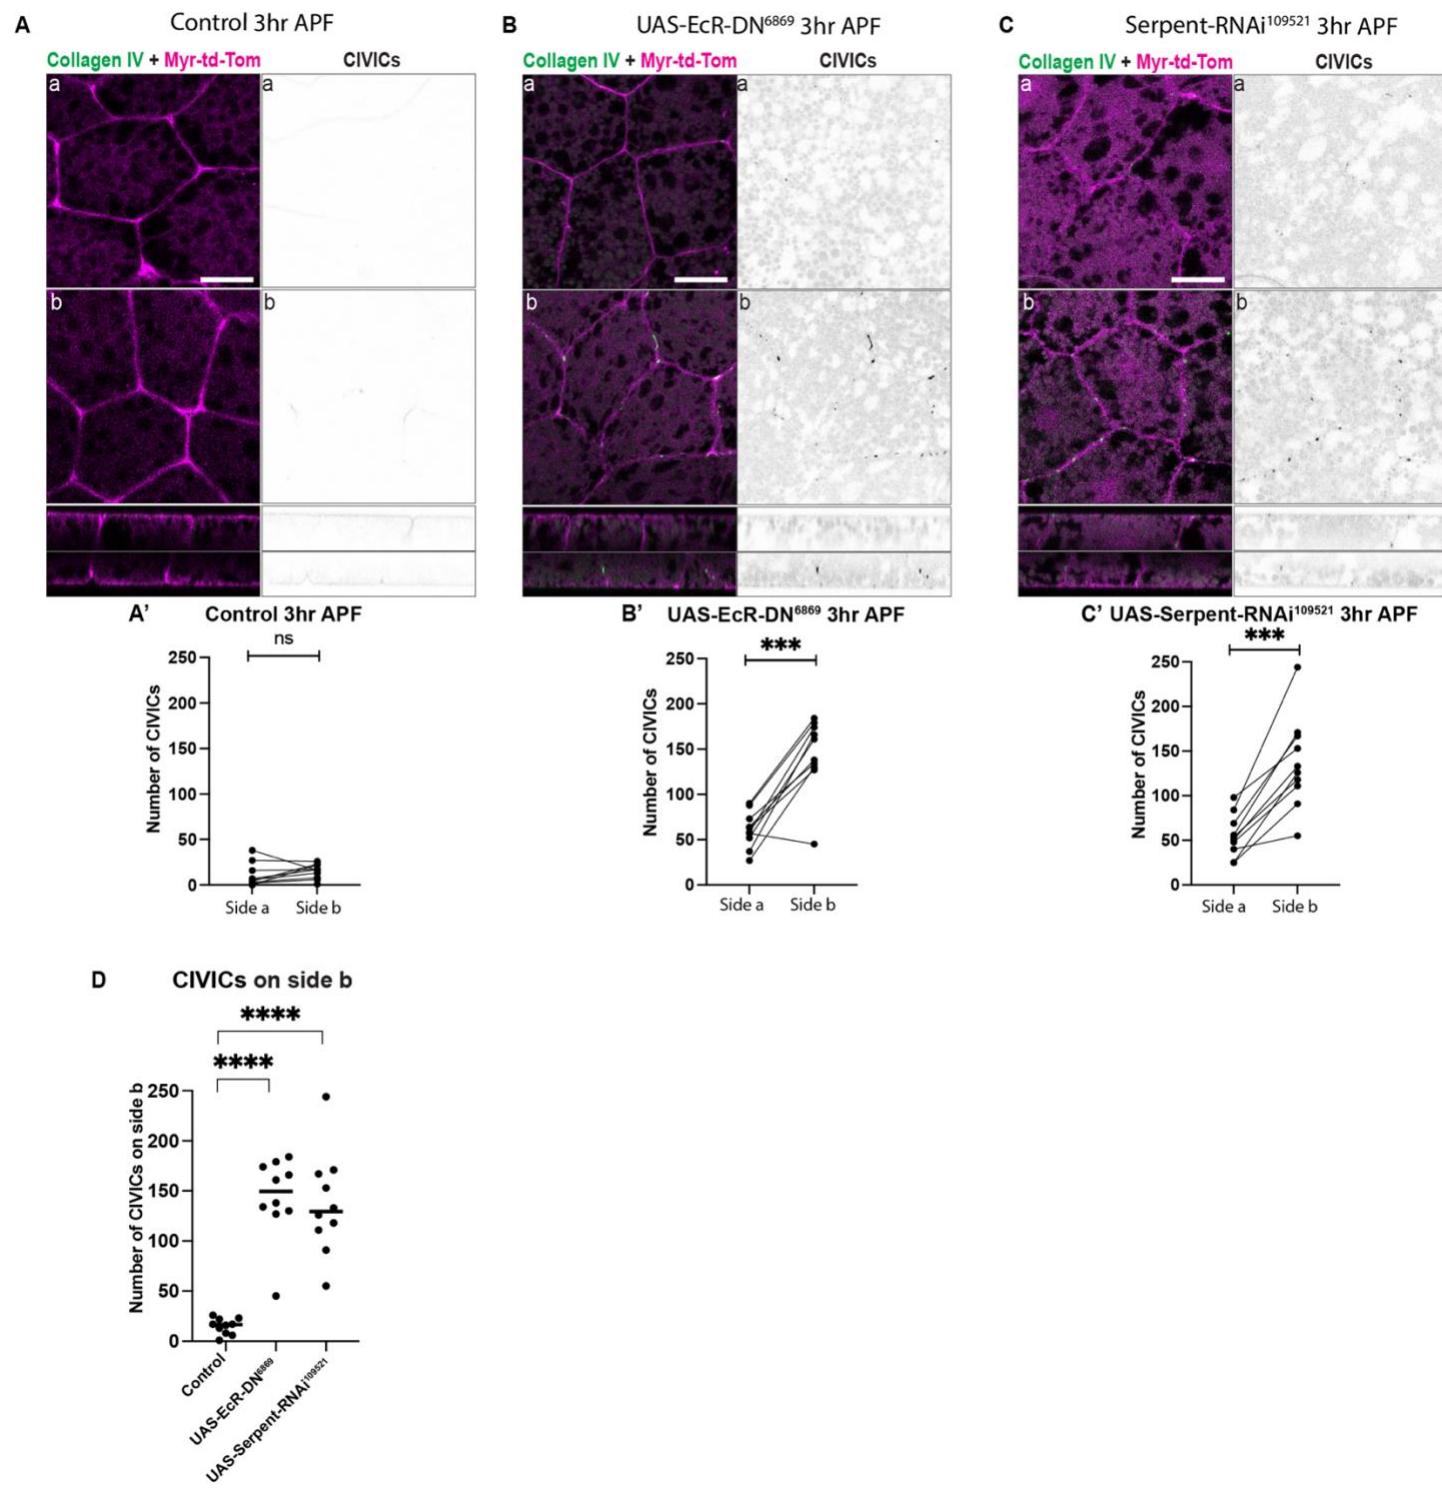 A Control 3hr APF
Collagen IV + Myr-td-Tom CIVICs
a a
b b
B UAS-EcR-DN⁶⁸⁶⁹ 3hr APF
Collagen IV + Myr-td-Tom CIVICs
a a
b b
C Serpent-RNAi¹⁰⁹⁵²¹ 3hr APF
Collagen IV + Myr-td-Tom CIVICs
a a
b b
A' Control 3hr APF
ns
Number of CIVICs
250
200
150
100
50
0
Side a Side b
B' UAS-EcR-DN⁶⁸⁶⁹ 3hr APF
***
Number of CIVICs
250
200
150
100
50
0
Side a Side b
C' UAS-Serpent-RNAi¹⁰⁹⁵²¹ 3hr APF
***
Number of CIVICs
250
200
150
100
50
0
Side a Side b
D CIVICs on side b
****
****
Number of CIVICs on side b
250
200
150
100
50
0
Control
UAS-EcR-DN⁶⁸⁶⁹
UAS-Serpent-RNAi¹⁰⁹⁵²¹